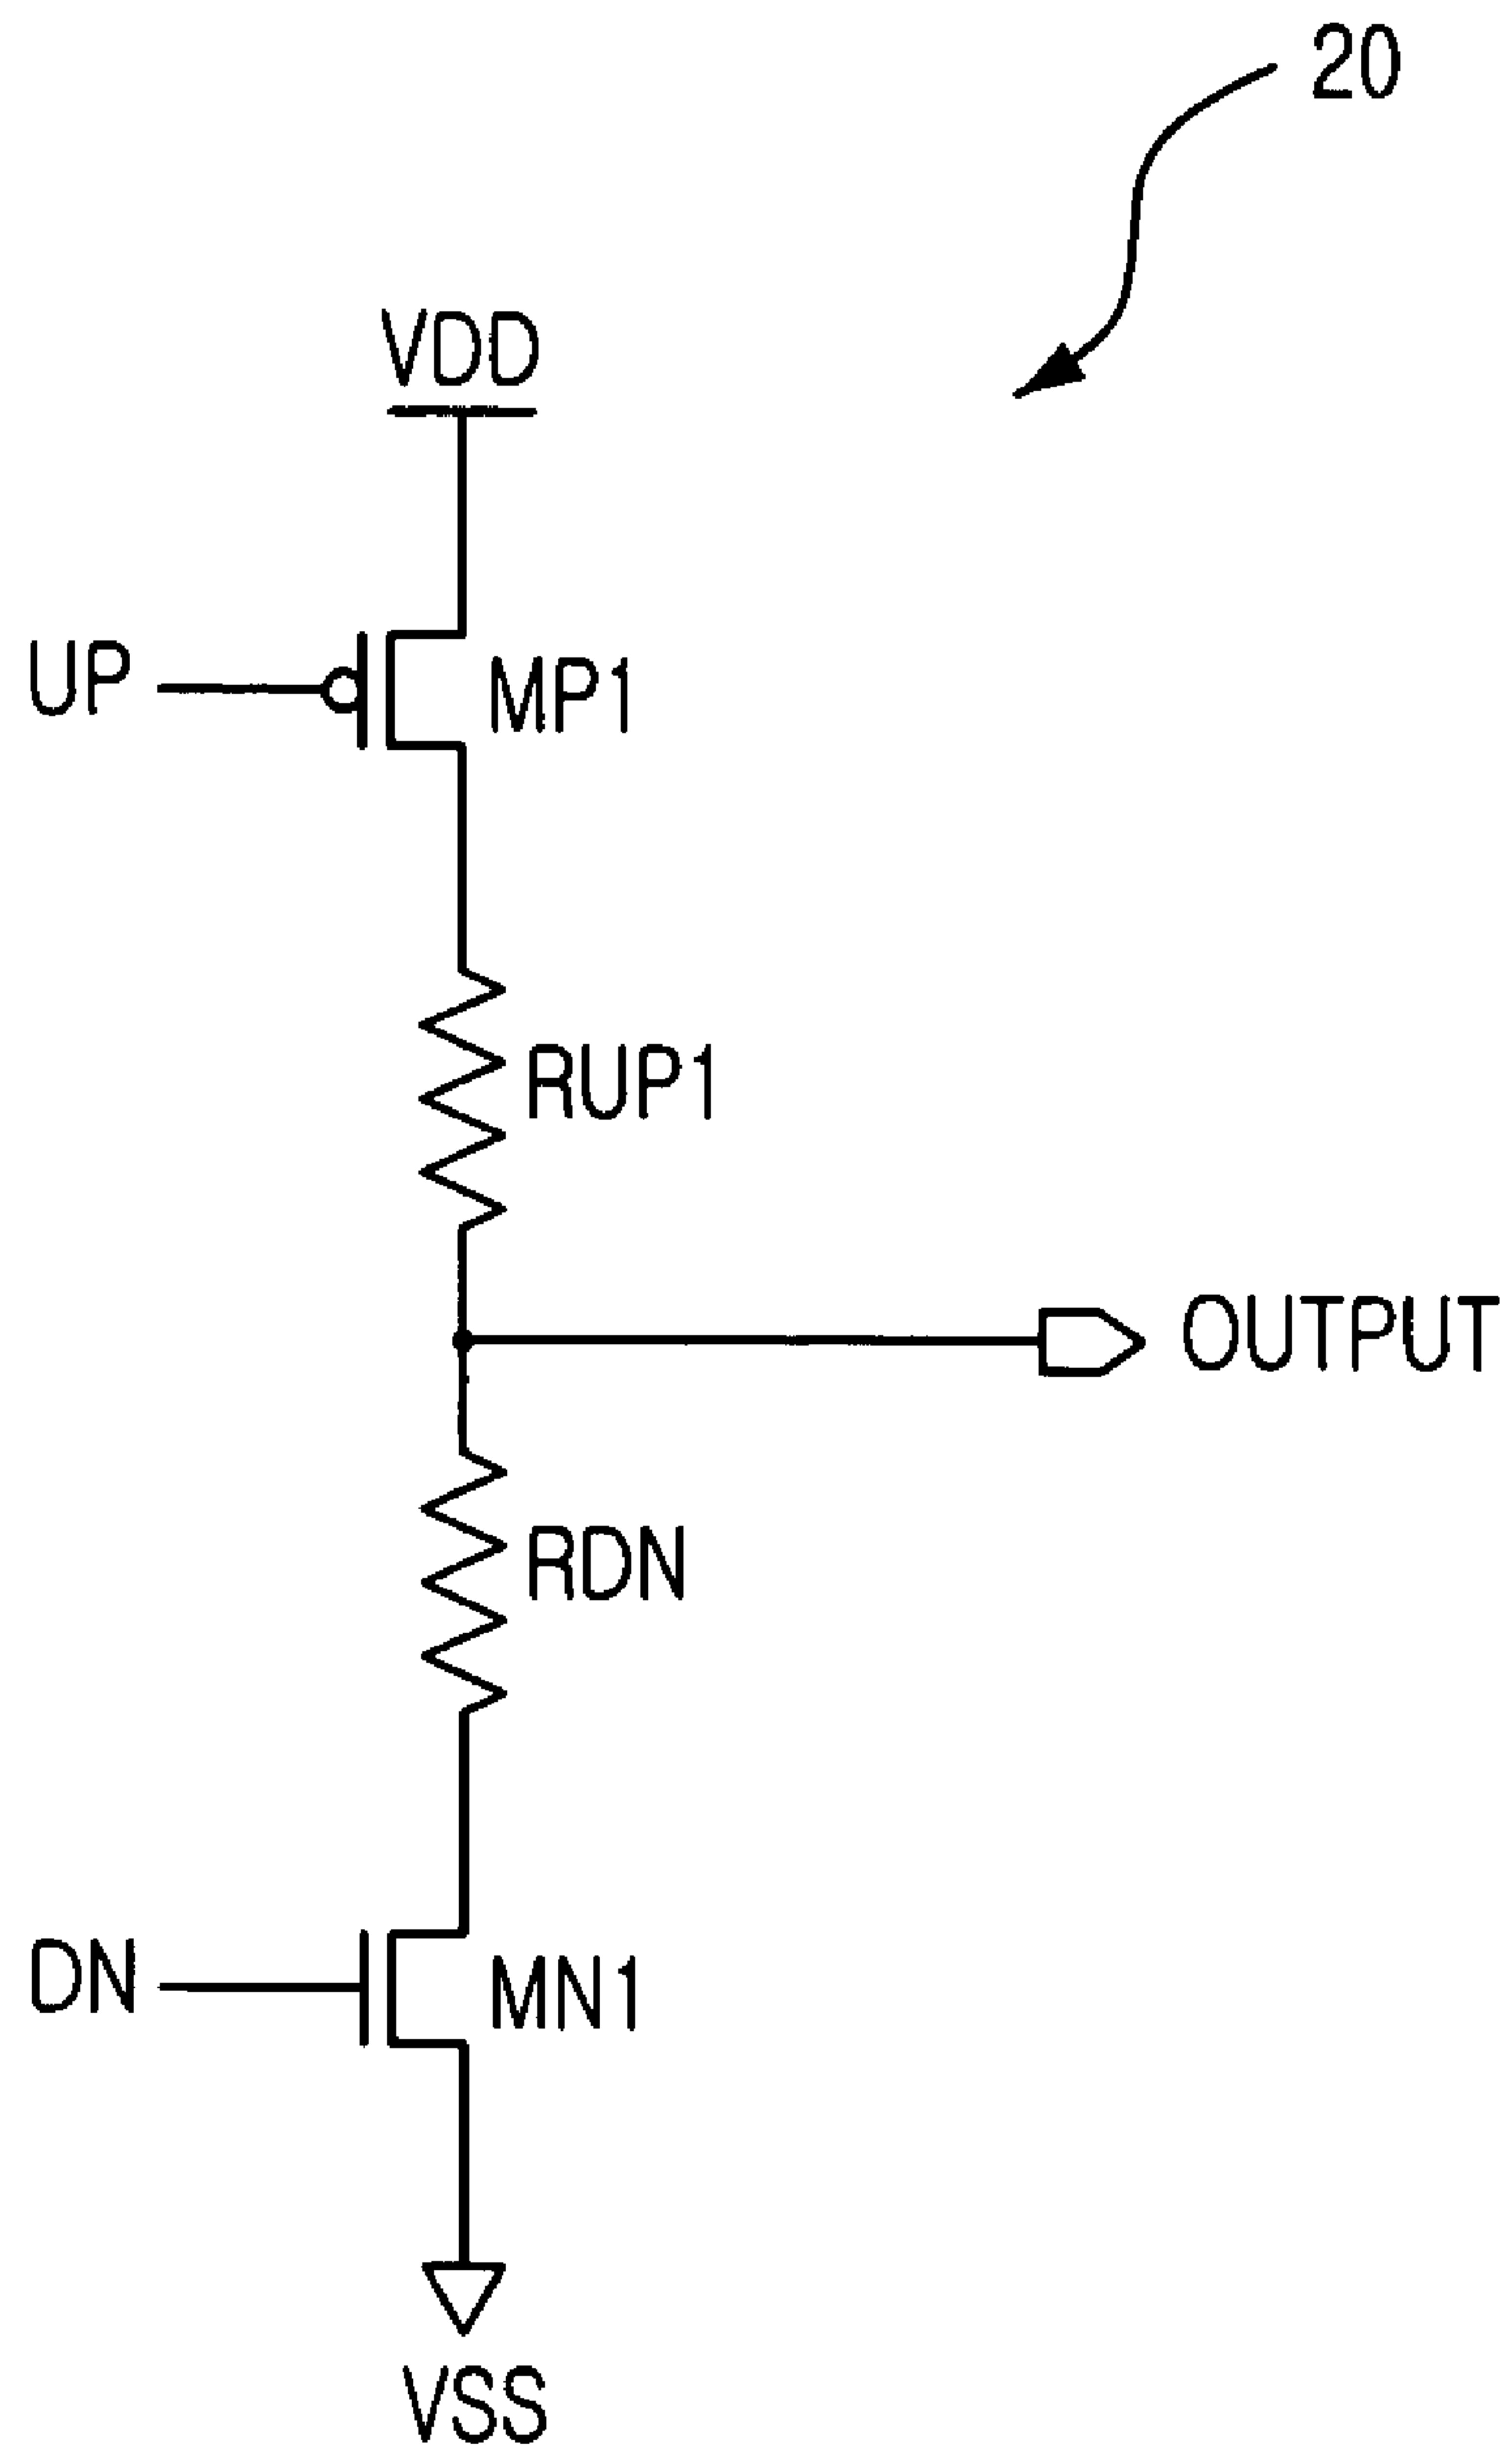 20
VDD
UP
MP1
RUP1
OUTPUT
RDN
DN
MN1
VSS